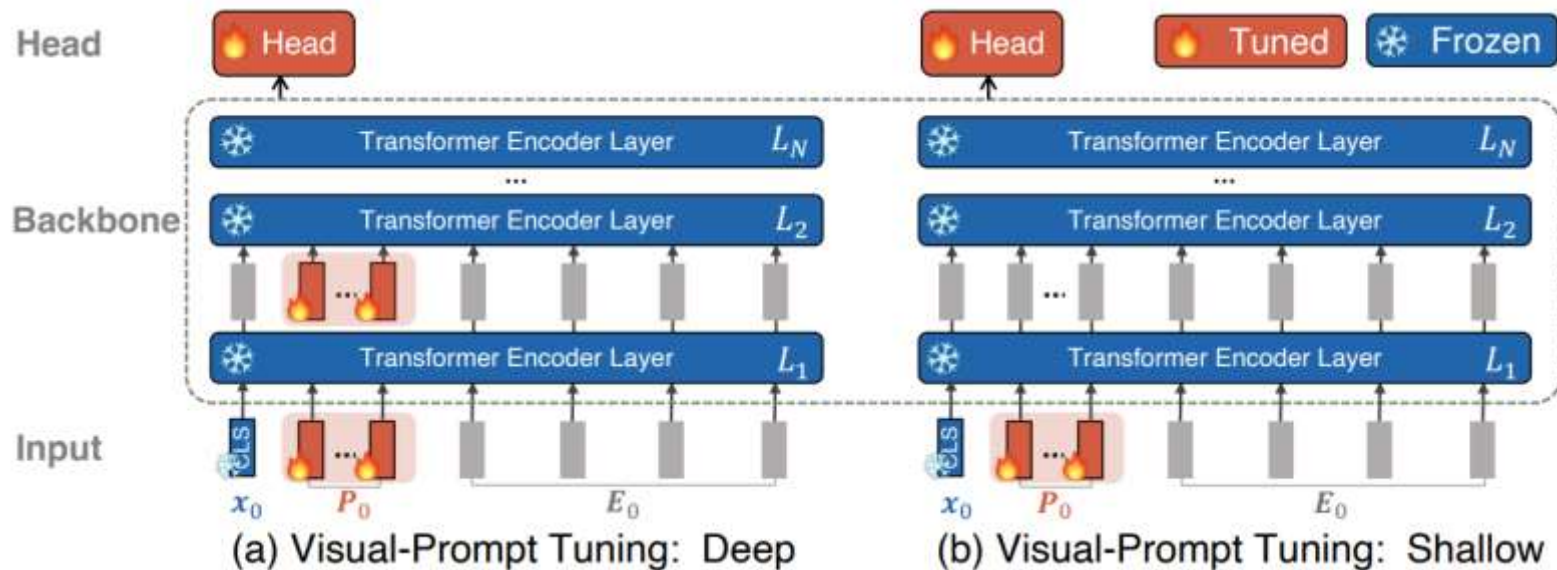 Head
Head
Head
Tuned
Frozen
Transformer Encoder Layer L_N
Transformer Encoder Layer L_N
...
...
Backbone
Transformer Encoder Layer L_2
Transformer Encoder Layer L_2
...
...
Transformer Encoder Layer L_1
Transformer Encoder Layer L_1
Input
CLS
...
CLS
...
x_0
P_0
E_0
x_0
P_0
E_0
(a) Visual-Prompt Tuning: Deep
(b) Visual-Prompt Tuning: Shallow